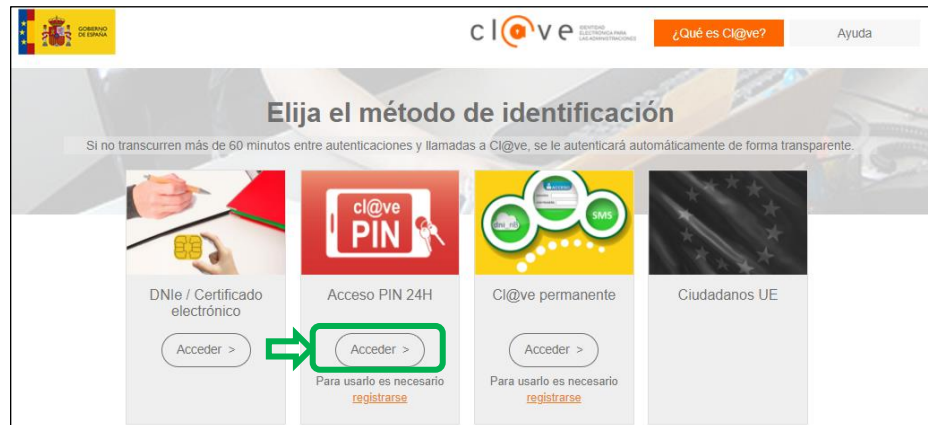 GOBIERNO
DE ESPAÑA
cl@ve
IDENTIDAD
ELECTRÓNICA PARA
LAS ADMINISTRACIONES
¿Qué es Cl@ve?
Ayuda
Elija el método de identificación
Si no transcurren más de 60 minutos entre autenticaciones y llamadas a Cl@ve, se le autenticará automáticamente de forma transparente.
cl@ve
PIN
SMS
DNIe / Certificado
electrónico
Acceder >
Acceso PIN 24H
Acceder >
Para usarlo es necesario
registrarse
Cl@ve permanente
Acceder >
Para usarlo es necesario
registrarse
Ciudadanos UE